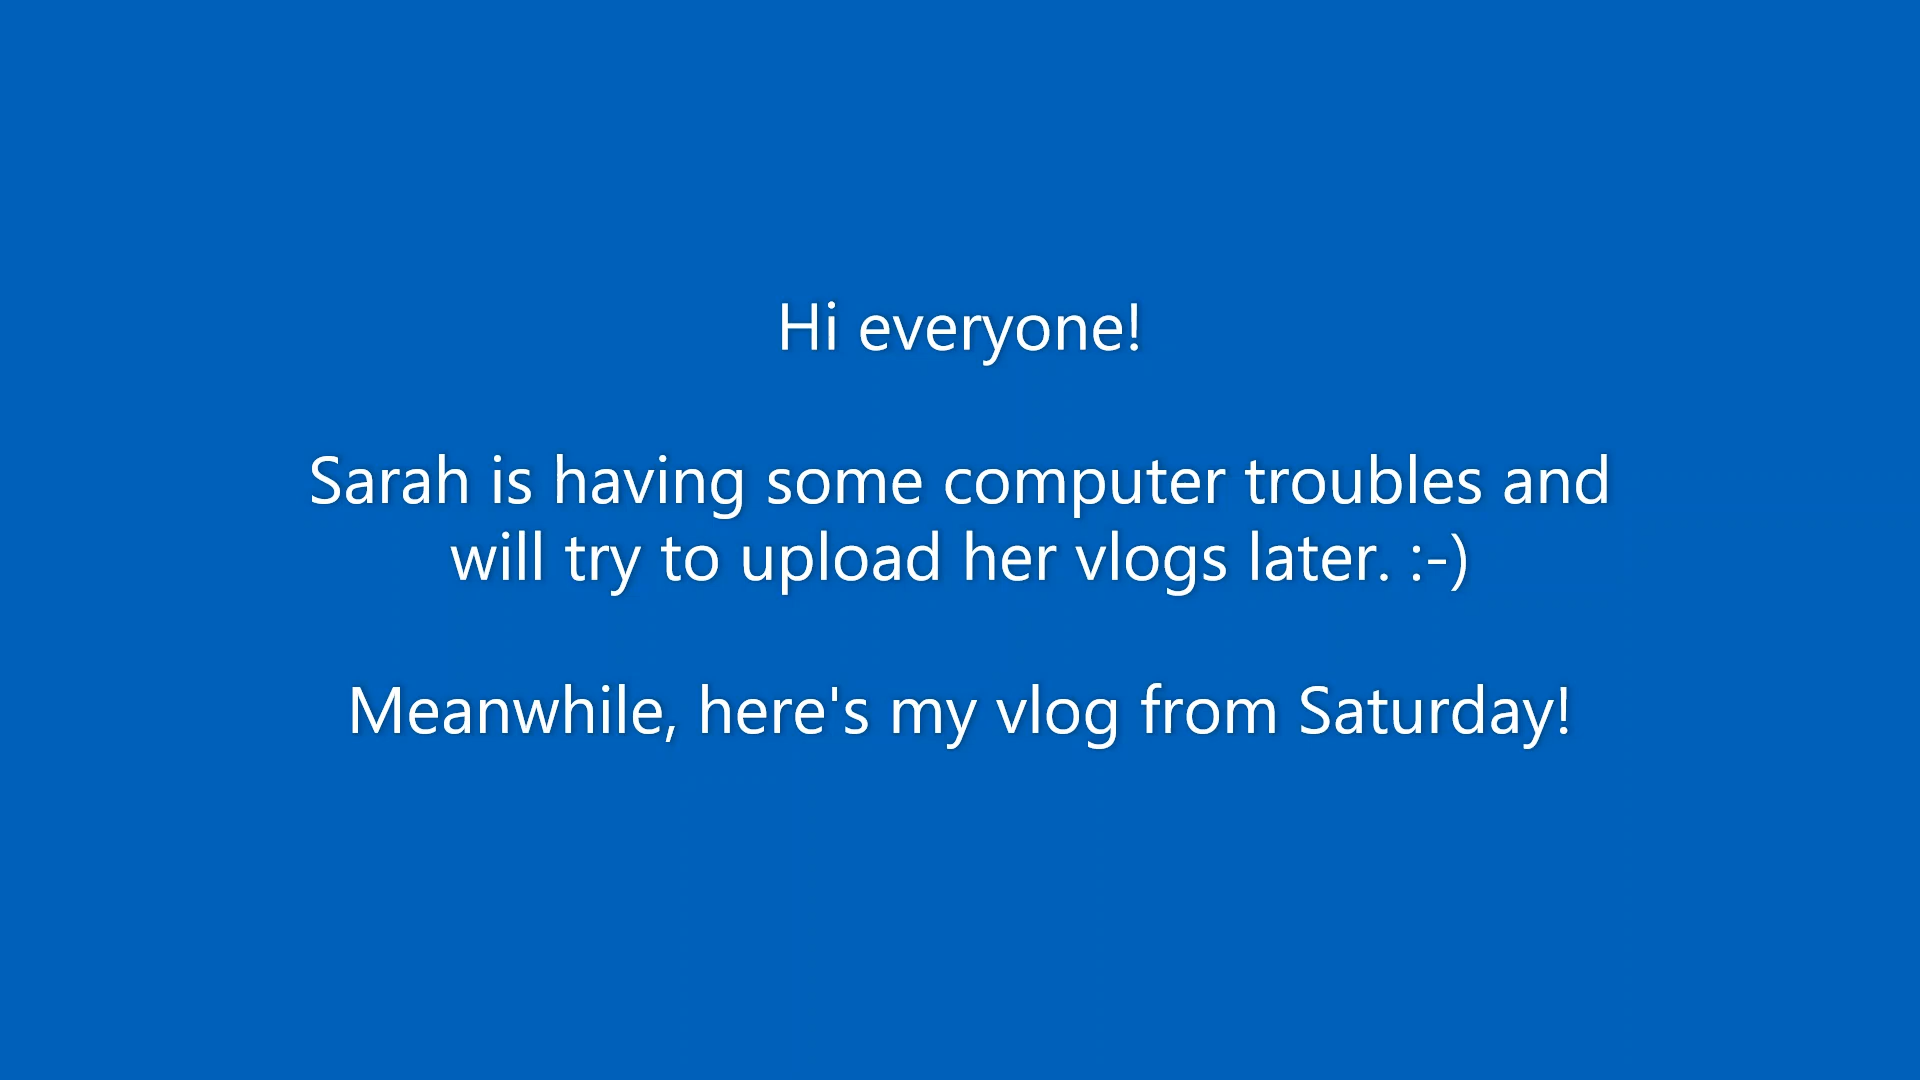 Hi everyone!
Sarah is having some computer troubles and
will try to upload her vlogs later. :-)
Meanwhile, here's my vlog from Saturday!